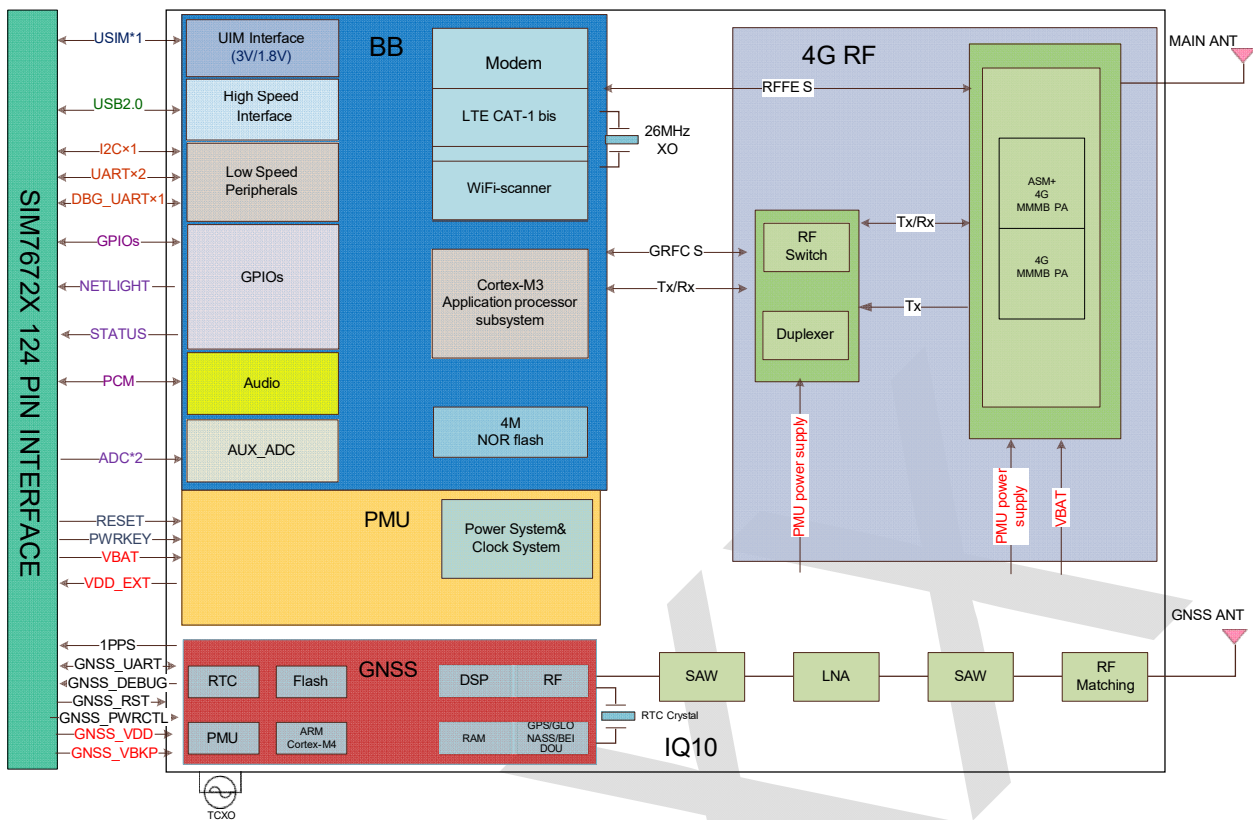 SIM7672X 124 PIN INTERFACE
USIM*1
USB2.0
I2C×1
UART×2
DBG_UART×1
GPIOs
NETLIGHT
STATUS
PCM
ADC*2
RESET
PWRKEY
VBAT
VDD_EXT
1PPS
GNSS_UART
GNSS_DEBUG
GNSS_RST
GNSS_PWRCTL
GNSS_VDD
GNSS_VBKP
BB
UIM Interface
(3V/1.8V)
High Speed
Interface
Low Speed
Peripherals
GPIOs
Audio
AUX_ADC
Modem
LTE CAT-1 bis
WiFi-scanner
26MHz
XO
Cortex-M3
Application processor
subsystem
4M
NOR flash
PMU
Power System&
Clock System
GNSS
RTC
Flash
DSP
RF
PMU
ARM
Cortex-M4
RAM
GPS/GLO
NASS/BEI
DOU
RTC Crystal
IQ10
TCXO
4G RF
RFFE S
GRFC S
Tx/Rx
RF
Switch
Duplexer
Tx/Rx
Tx
ASM+
4G
MMMB PA
4G
MMMB PA
PMU power supply
PMU power
supply
VBAT
MAIN ANT
SAW
LNA
SAW
RF
Matching
GNSS ANT